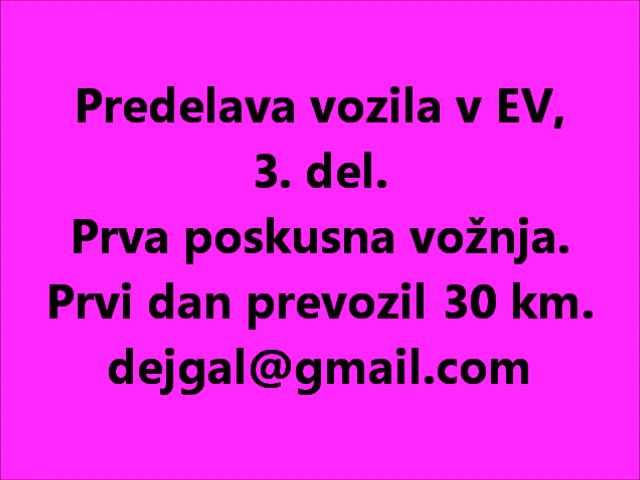 Predelava vozila v EV,
3. del.
Prva poskusna vožnja.
Prvi dan prevozil 30 km.
dejgal@gmail.com